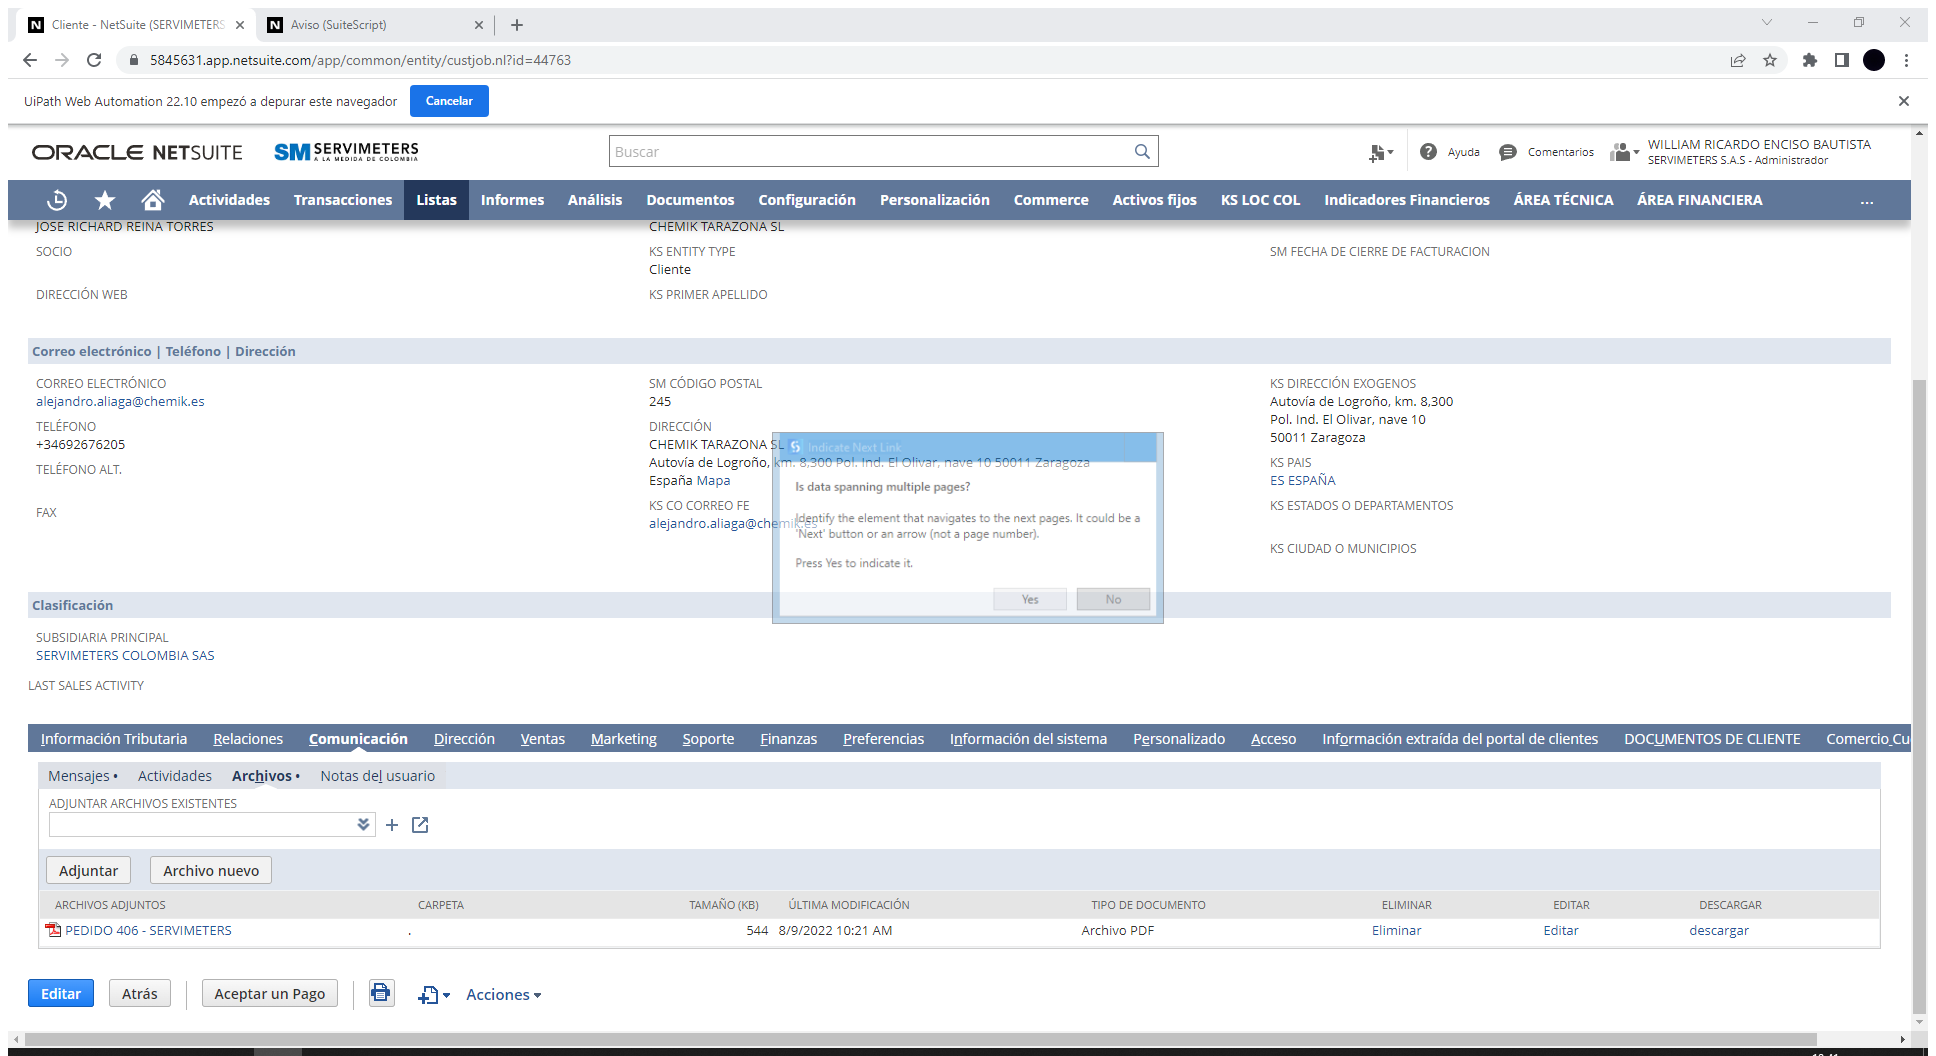 Cliente - NetSuite (SERVIMETERS
Aviso (SuiteScript)
5845631.app.netsuite.com/app/common/entity/custjob.nl?id=44763
UiPath Web Automation 22.10 empezó a depurar este navegador
Cancelar
ORACLE NETSUITE
SM SERVIMETERS
A LA MEDIDA DE COLOMBIA
Buscar
Ayuda
Comentarios
WILLIAM RICARDO ENCISO BAUTISTA
SERVIMETERS S.A.S - Administrador
Actividades Transacciones Listas Informes Análisis Documentos Configuración Personalización Commerce Activos fijos KS LOC COL Indicadores Financieros ÁREA TÉCNICA ÁREA FINANCIERA ...
JOSE RICHARD REINA TORRES
SOCIO
DIRECCIÓN WEB
CHEMIK TARAZONA SL
KS ENTITY TYPE
Cliente
KS PRIMER APELLIDO
SM FECHA DE CIERRE DE FACTURACION
Correo electrónico | Teléfono | Dirección
CORREO ELECTRÓNICO
alejandro.aliaga@chemik.es
TELÉFONO
+34692676205
TELÉFONO ALT.
FAX
SM CÓDIGO POSTAL
245
DIRECCIÓN
CHEMIK TARAZONA SL
Autovía de Logroño, km. 8,300 Pol. Ind. El Olivar, nave 10 50011 Zaragoza
España Mapa
KS CO CORREO FE
alejandro.aliaga@chemik.es
KS DIRECCIÓN EXOGENOS
Autovía de Logroño, km. 8,300
Pol. Ind. El Olivar, nave 10
50011 Zaragoza
KS PAIS
ES ESPAÑA
KS ESTADOS O DEPARTAMENTOS
KS CIUDAD O MUNICIPIOS
Indicate Next Link
Is data spanning multiple pages?
Identify the element that navigates to the next pages. It could be a
'Next' button or an arrow (not a page number).
Press Yes to indicate it.
Yes
No
Clasificación
SUBSIDIARIA PRINCIPAL
SERVIMETERS COLOMBIA SAS
LAST SALES ACTIVITY
Información Tributaria Relaciones Comunicación Dirección Ventas Marketing Soporte Finanzas Preferencias Información del sistema Personalizado Acceso Información extraída del portal de clientes DOCUMENTOS DE CLIENTE Comercio_Cu
Mensajes • Actividades Archivos • Notas del usuario
ADJUNTAR ARCHIVOS EXISTENTES
Adjuntar
Archivo nuevo
ARCHIVOS ADJUNTOS CARPETA TAMAÑO (KB) ÚLTIMA MODIFICACIÓN TIPO DE DOCUMENTO ELIMINAR EDITAR DESCARGAR
PEDIDO 406 - SERVIMETERS . 544 8/9/2022 10:21 AM Archivo PDF Eliminar Editar descargar
Editar
Atrás
Aceptar un Pago
Acciones